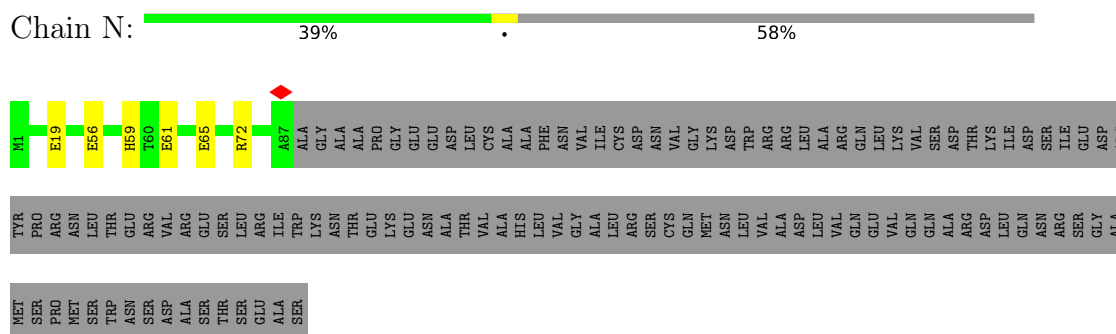 Chain N:
39% • 58%
M1 E19 E56 H59 T60 E61 E65 R72 A87 ALA GLY ALA ALA PRO GLY GLU GLU ASP LEU CYS ALA ALA PHE ASN VAL ILE CYS ASP ASN VAL GLY LYS ASP TRP ARG ARG LEU ALA ARG GLN LEU LYS VAL SER ASP THR LYS ILE ASP SER ILE GLU ASP
TYR PRO ARG ASN LEU THR GLU ARG VAL ARG GLU SER LEU ARG ILE TRP LYS ASN THR GLU LYS GLU ASN ALA THR VAL ALA HIS LEU VAL GLY ALA LEU ARG SER CYS GLN MET ASN LEU VAL ALA ASP LEU VAL GLN GLU VAL GLN GLN ALA ARG ASP LEU GLN ASN ARG SER GLY ALA
MET SER PRO MET SER TRP ASN SER ASP ALA SER THR SER GLU ALA SER